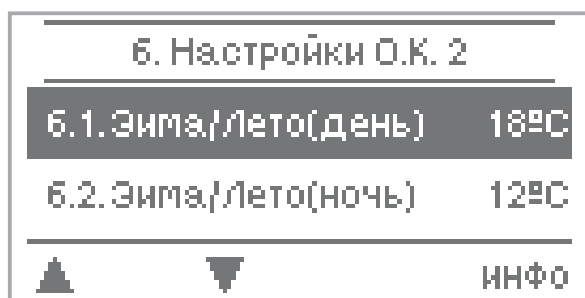 6. Настройки О.К. 2
6.1.Зима/Лето(день) 18ºC
6.2.Зима/Лето(ночь) 12ºC
▲ ▼ инфо